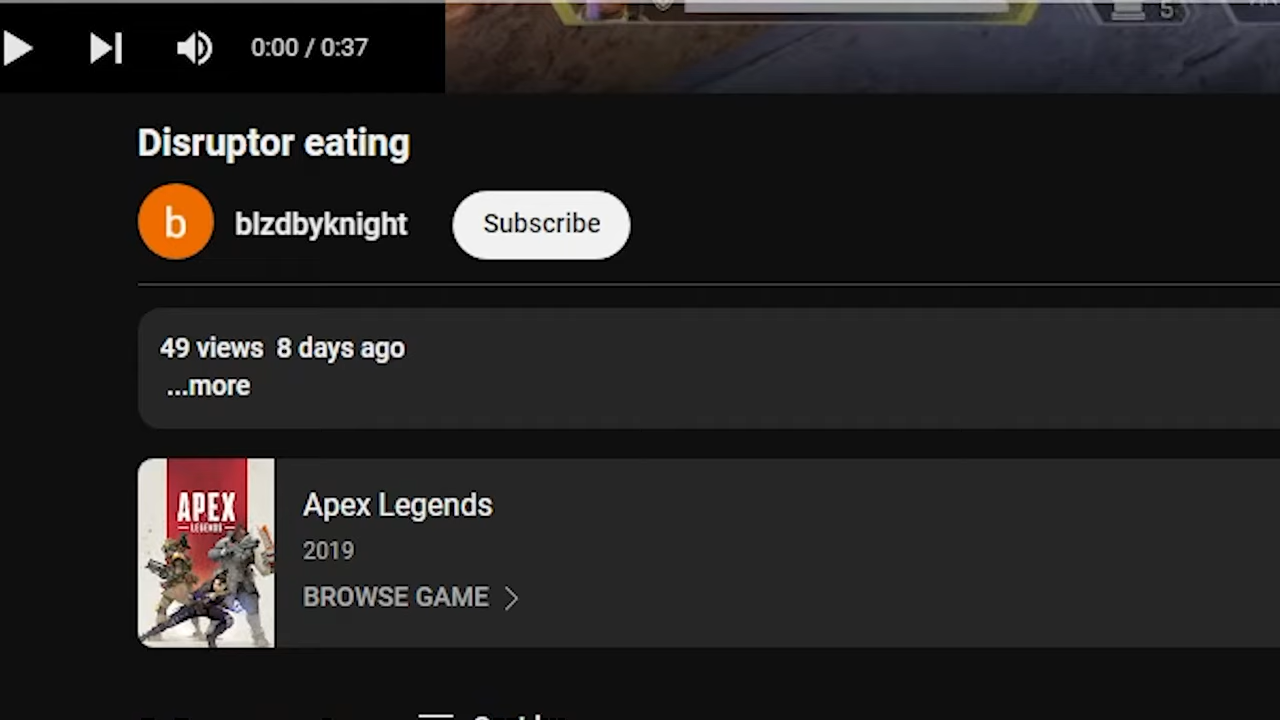 5
0:00 / 0:37
Disruptor eating
b
blzdbyknight
Subscribe
49 views 8 days ago
...more
APEX
LEGENDS
Apex Legends
2019
BROWSE GAME